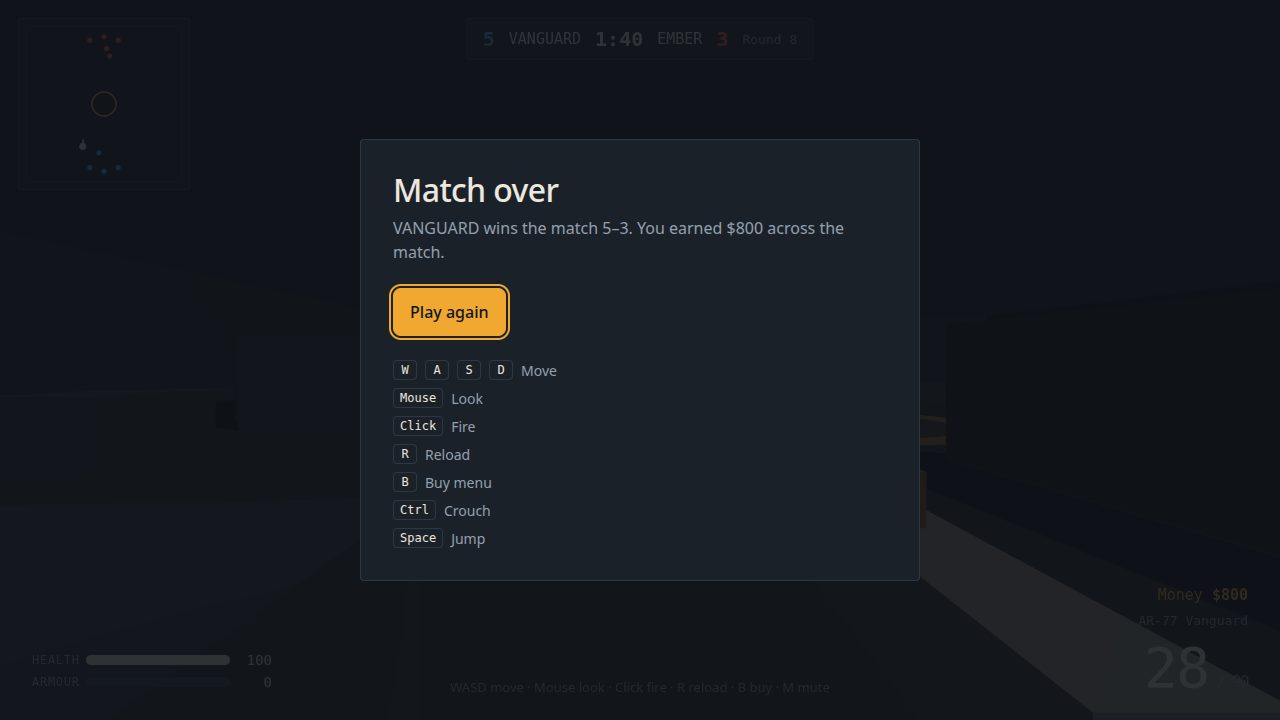 5 VANGUARD 1:40 EMBER 3 Round 8
Match over
VANGUARD wins the match 5–3. You earned $800 across the
match.
Play again
W A S D Move
Mouse Look
Click Fire
R Reload
B Buy menu
Ctrl Crouch
Space Jump
Money $800
AR-77 Vanguard
28
HEALTH 100
ARMOUR 0
WASD move · Mouse look · Click fire · R reload · B buy · M mute